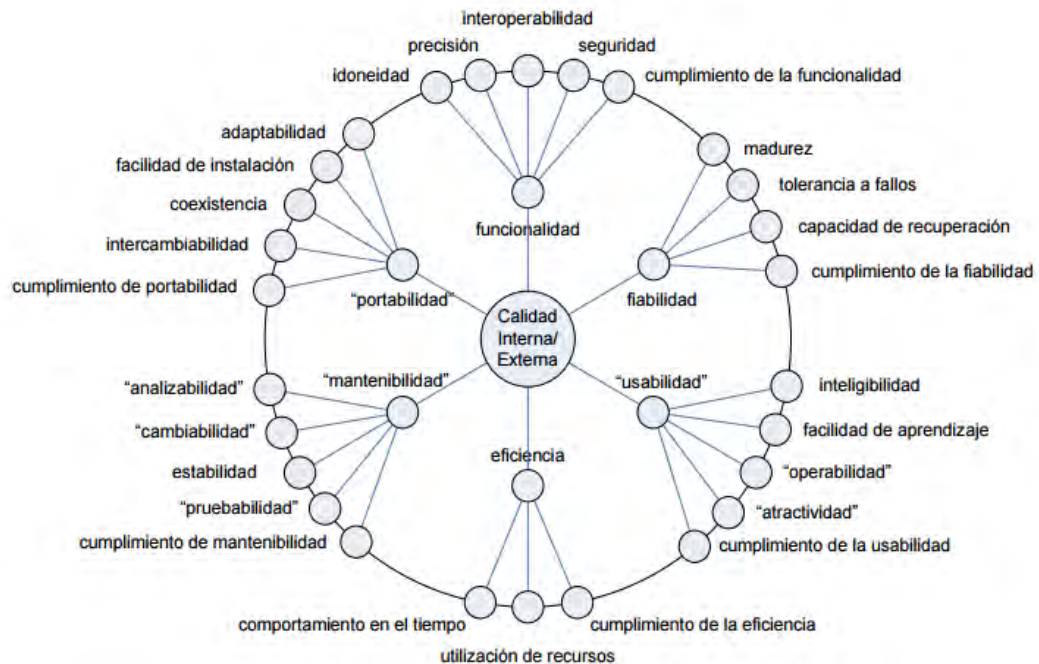 interoperabilidad
precisión
seguridad
idoneidad
cumplimiento de la funcionalidad
adaptabilidad
madurez
facilidad de instalación
tolerancia a fallos
coexistencia
capacidad de recuperación
funcionalidad
intercambiabilidad
cumplimiento de la fiabilidad
cumplimiento de portabilidad
“portabilidad”
fiabilidad
Calidad
Interna/
Externa
“analizabilidad”
“mantenibilidad”
“usabilidad”
inteligibilidad
“cambiabilidad”
facilidad de aprendizaje
eficiencia
estabilidad
“operabilidad”
“pruebabilidad”
“atractividad”
cumplimiento de mantenibilidad
cumplimiento de la usabilidad
comportamiento en el tiempo
cumplimiento de la eficiencia
utilización de recursos